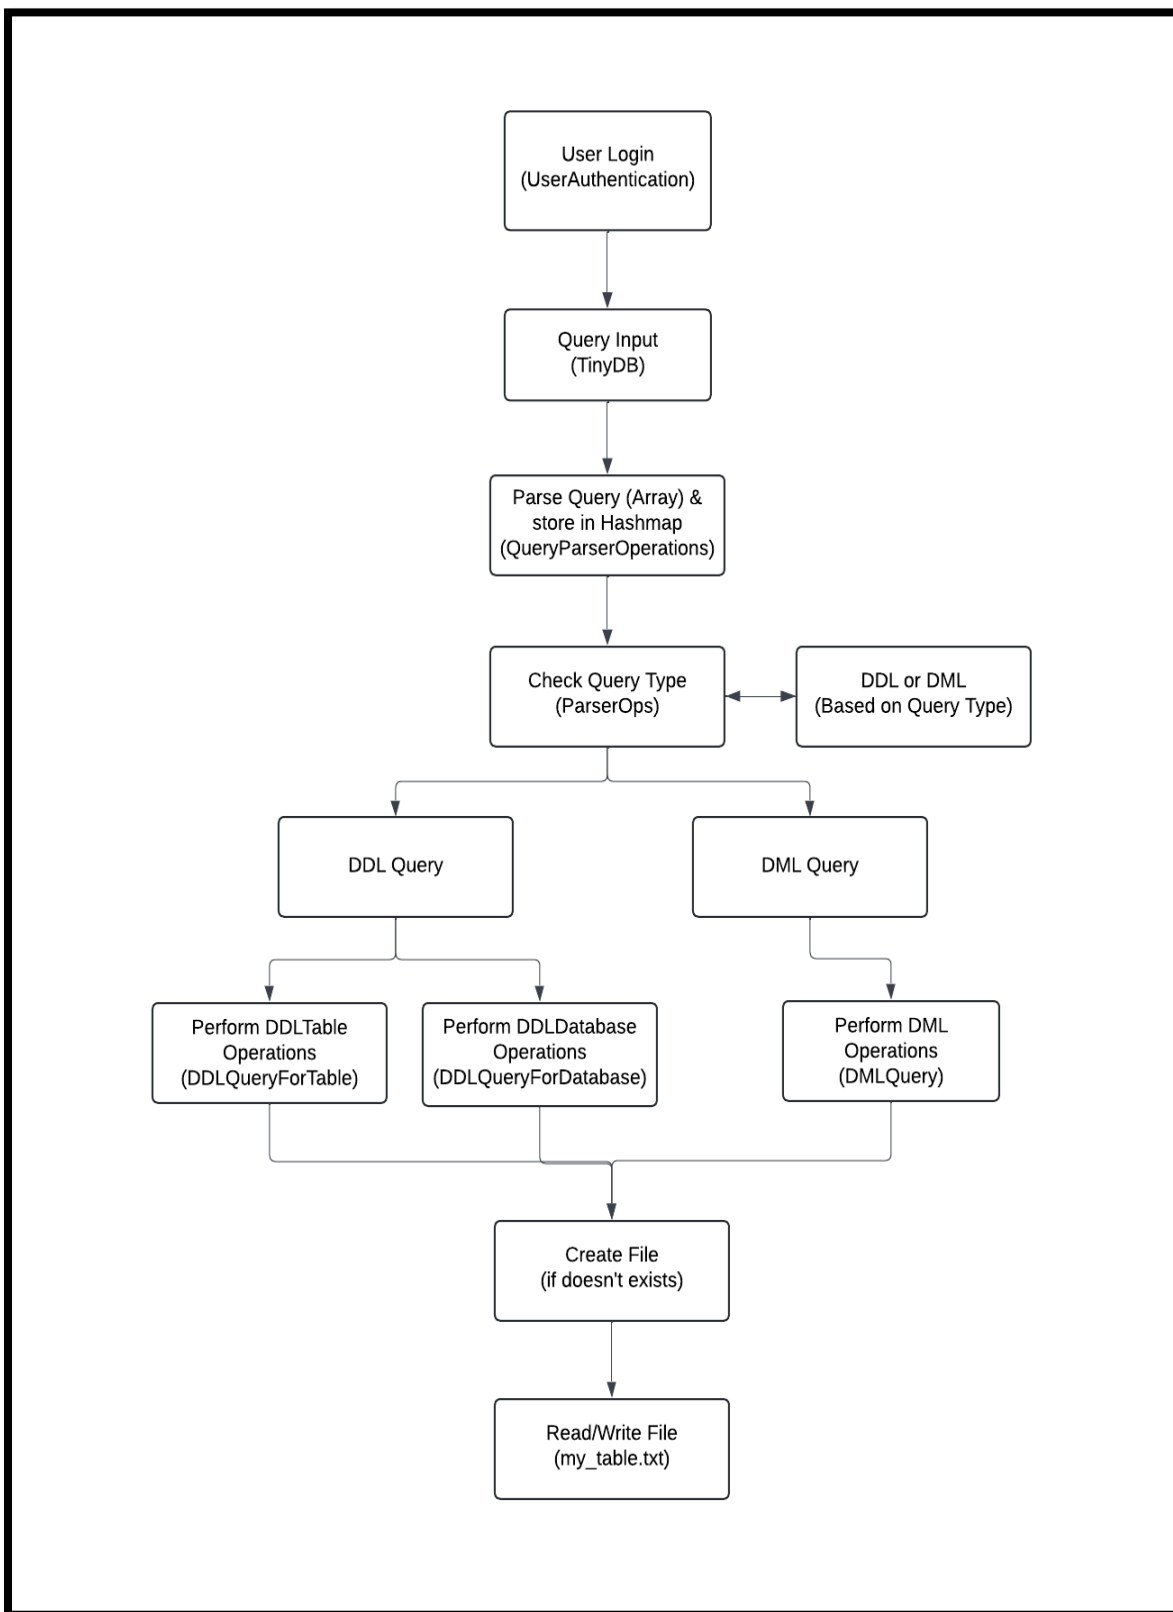 User Login
(UserAuthentication)
Query Input
(TinyDB)
Parse Query (Array) &
store in Hashmap
(QueryParserOperations)
Check Query Type
(ParserOps)
DDL or DML
(Based on Query Type)
DDL Query
DML Query
Perform DDLTable
Operations
(DDLQueryForTable)
Perform DDLDatabase
Operations
(DDLQueryForDatabase)
Perform DML
Operations
(DMLQuery)
Create File
(if doesn't exists)
Read/Write File
(my_table.txt)